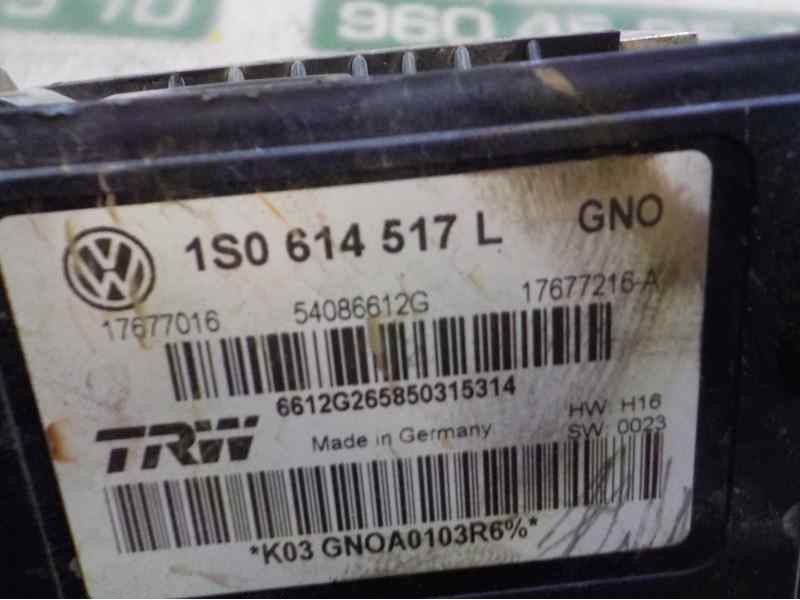 1S0 614 517 L GNO
17677016 54086612G 17677216-A
6612G265850315314
TRW Made in Germany HW: H16
SW: 0023
*K03 GNOA0103R6%*